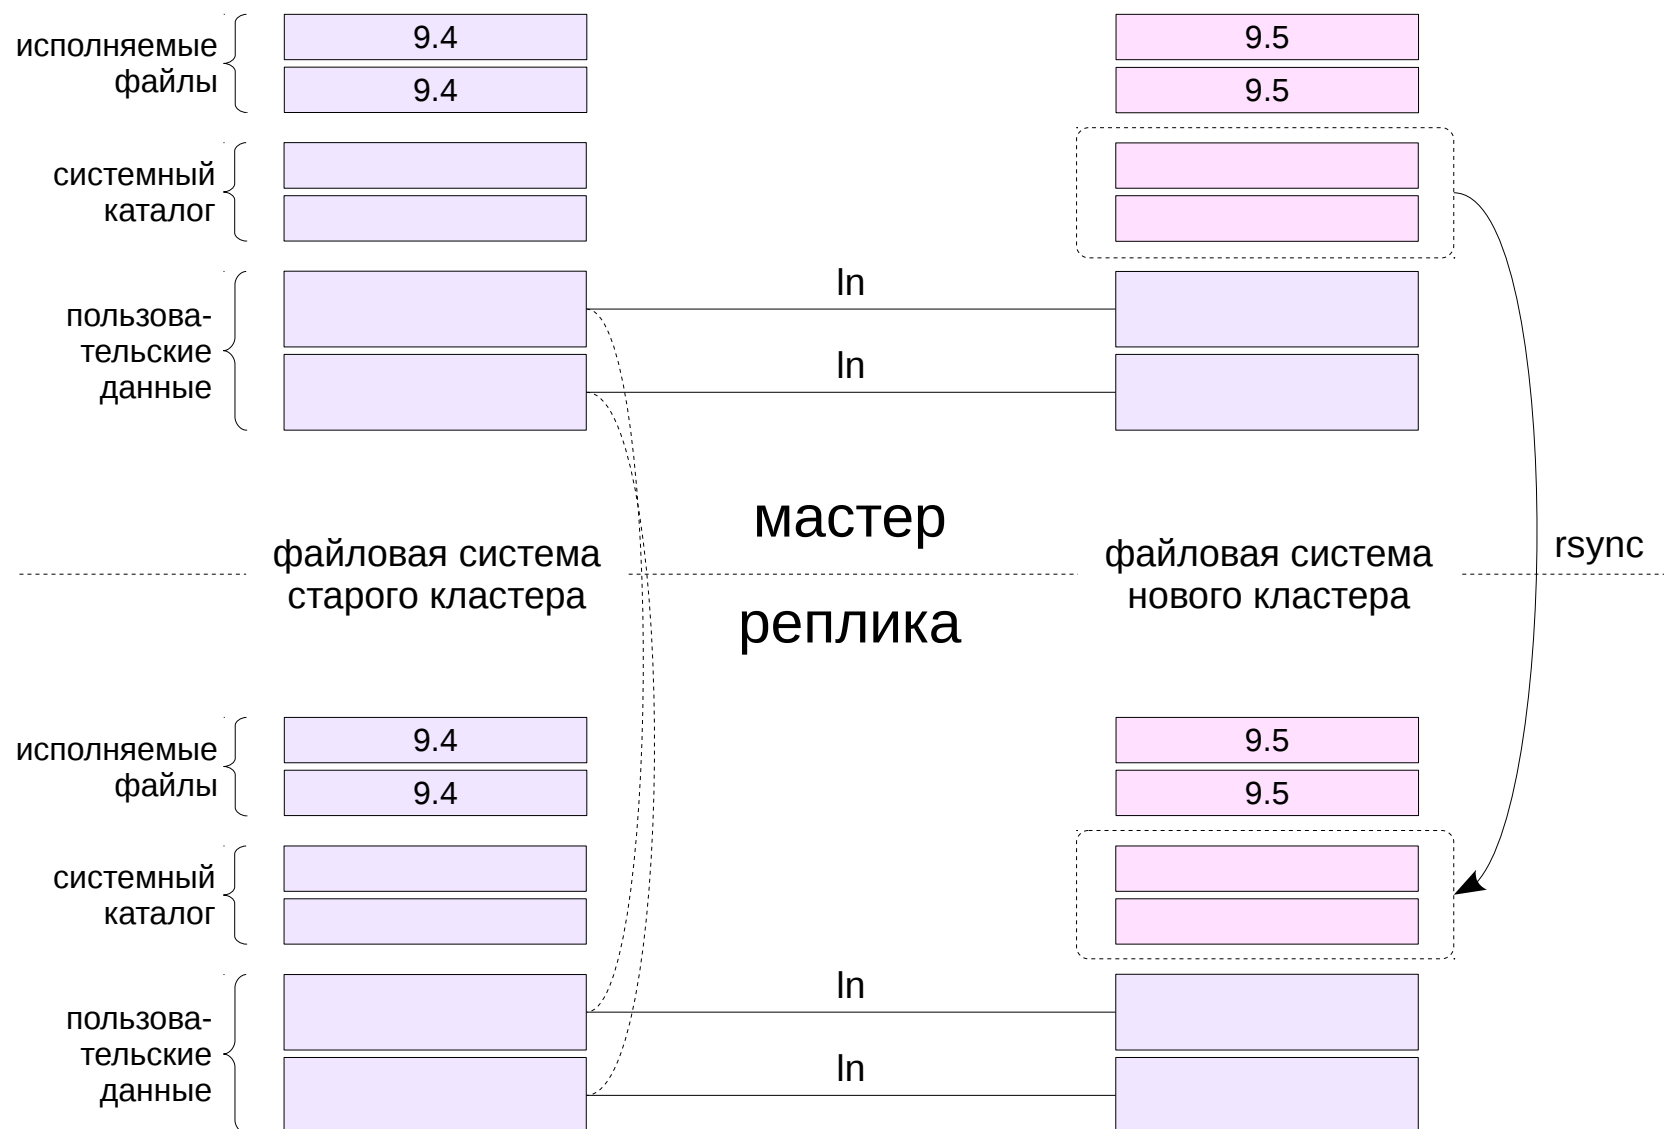 исполняемые
файлы
9.4
9.4
9.5
9.5
системный
каталог
пользова-
тельские
данные
ln
ln
мастер
файловая система
старого кластера
файловая система
нового кластера
rsync
реплика
исполняемые
файлы
9.4
9.4
9.5
9.5
системный
каталог
пользова-
тельские
данные
ln
ln